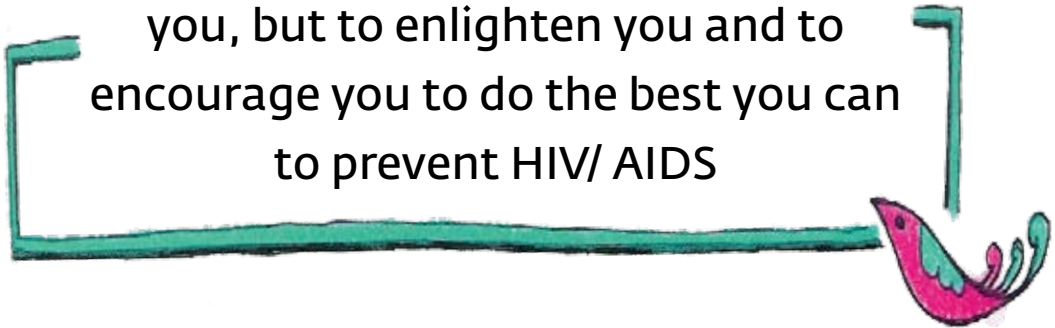 you, but to enlighten you and to
encourage you to do the best you can
to prevent HIV/ AIDS